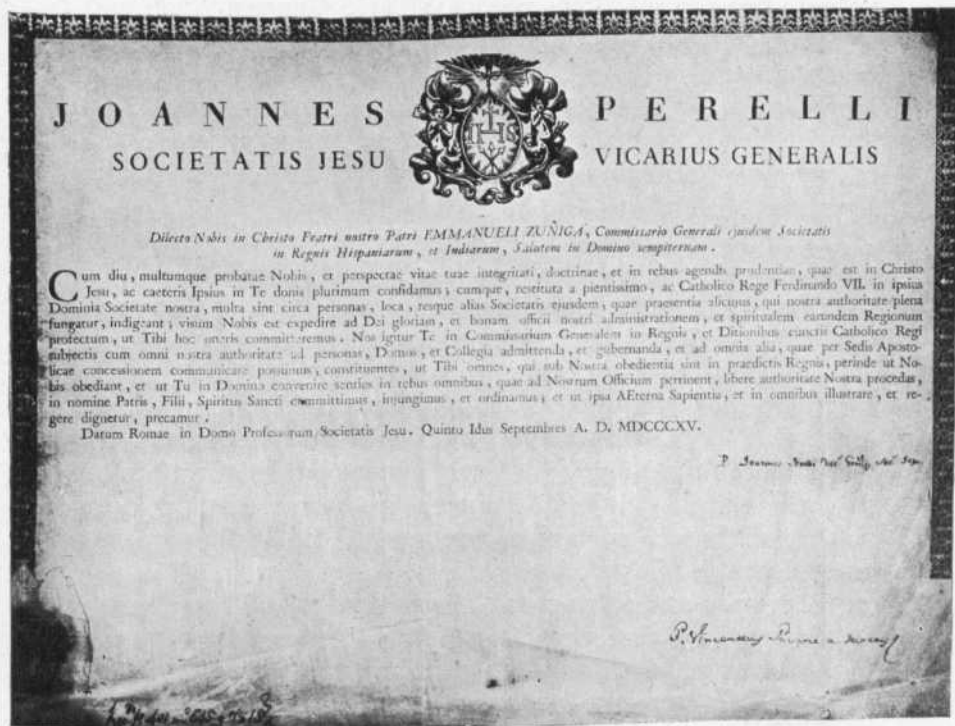 JOANNES PERELLI
IHS
SOCIETATIS JESU VICARIUS GENERALIS
Dilecto Nobis in Christo Fratri nostro Patri EMMANUELI ZUÑIGA, Commissario Generali ejusdem Societatis
in Regnis Hispaniarum, et Indiarum, Salutem in Domino sempiternam.
Cum diu, multumque probatae Nobis, et perspectae vitae tuae integritati, doctrinae, et in rebus agendis prudentiae, quae est in Christo
Jesu, ac caeteris Ipsius in Te donis plurimum confidamus; cumque, restituta a pientissimo, ac Catholico Rege Ferdinando VII. in ipsius
Dominia Societate nostra, multa sint circa personas, loca, resque alias Societatis ejusdem, quae praesentia alicujus, qui nostra authoritate plena
fungatur, indigeant; visum Nobis est expedire ad Dei gloriam, et bonam officii nostri administrationem, et spiritualem earundem Regionum
profectum, ut Tibi hoc oneris committeremus. Nos igitur Te in Commissarium Generalem in Regnis, et Ditionibus cunctis Catholico Regi
subjectis cum omni nostra authoritate ad personas, Domos, et Collegia admittenda, et gubernanda, et ad omnia alia, quae per Sedis Aposto-
licae concessionem communicare possumus, constituentes, ut Tibi omnes, qui sub Nostra obedientia sint in praedictis Regnis, perinde ut No-
bis obediant, et ut Tu in Domino convenire senties in rebus omnibus, quae ad Nostrum Officium pertinent, libere authoritate Nostra procedas,
in nomine Patris, Filii, Spiritus Sancti committimus, injungimus, et ordinamus; et ut ipsa AEterna Sapientia, et in omnibus illustrare, et re-
gere dignetur, precamur.
Datum Romae in Domo Professorum Societatis Jesu. Quinto Idus Septembres A. D. MDCCCXV.
P. Joannes
P. Vincentius